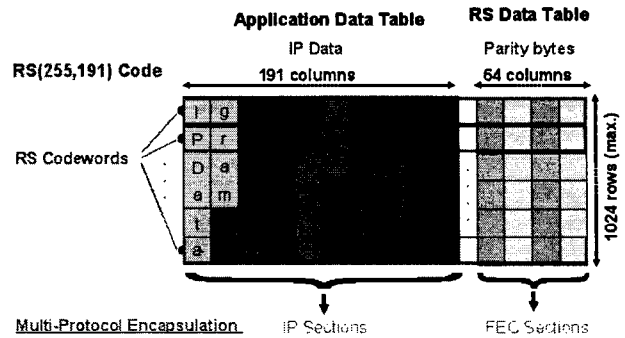 Application Data Table RS Data Table
IP Data Parity bytes
RS(255,191) Code 191 columns 64 columns
I g
P r
RS Codewords D a
a m
t
a
1024 rows (max.)
Multi-Protocol Encapsulation IP Sections FEC Sections